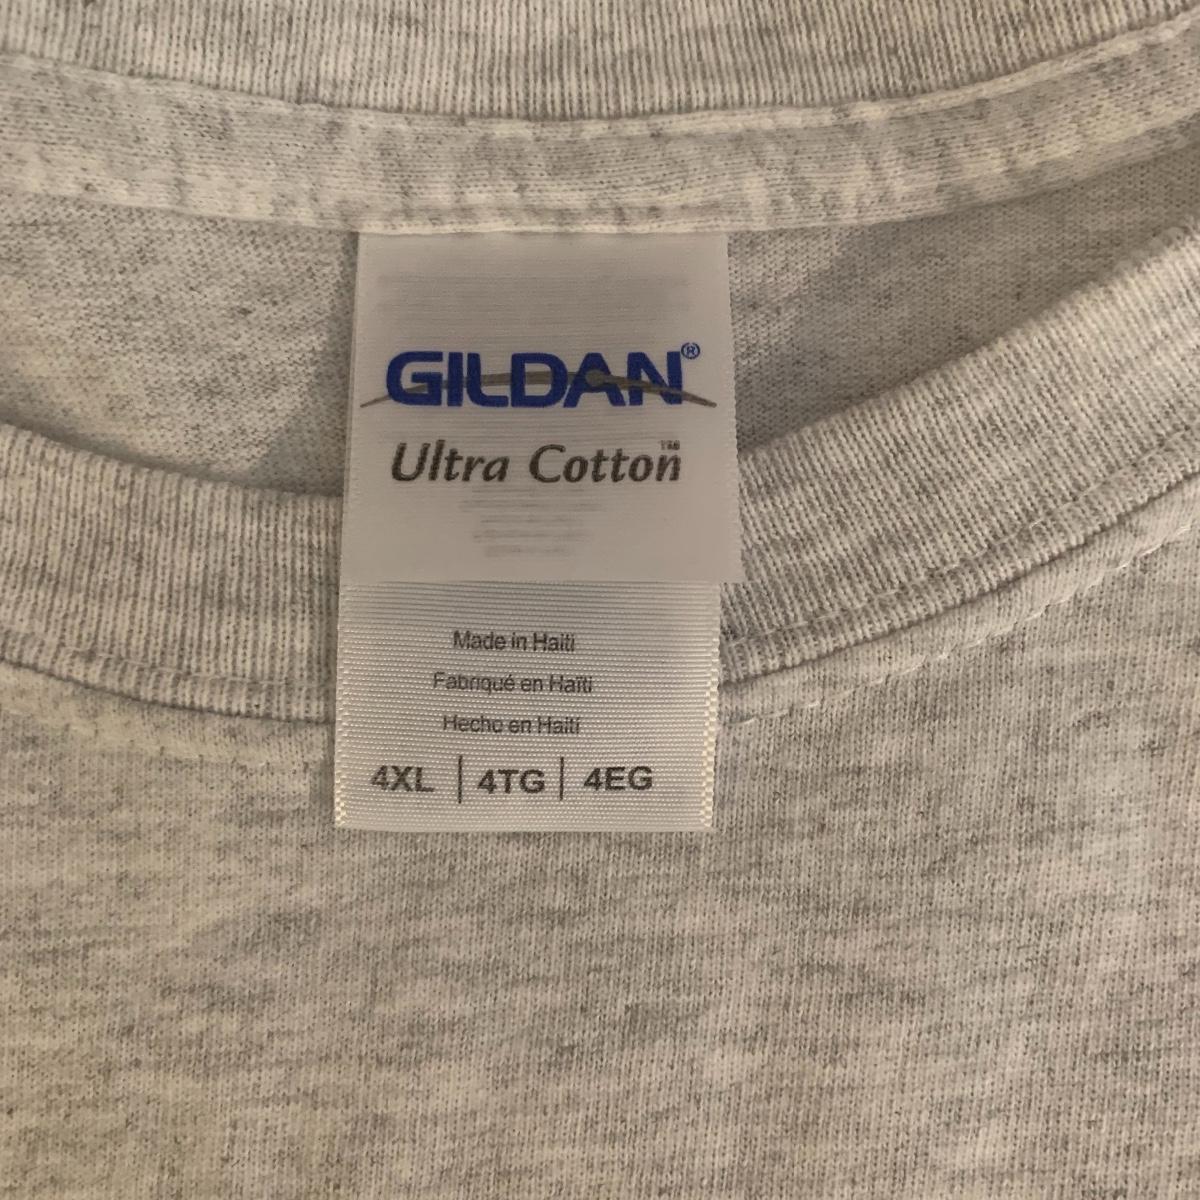 GILDAN®
Ultra Cotton™
Made in Haiti
Fabriqué en Haïti
Hecho en Haití
4XL | 4TG | 4EG